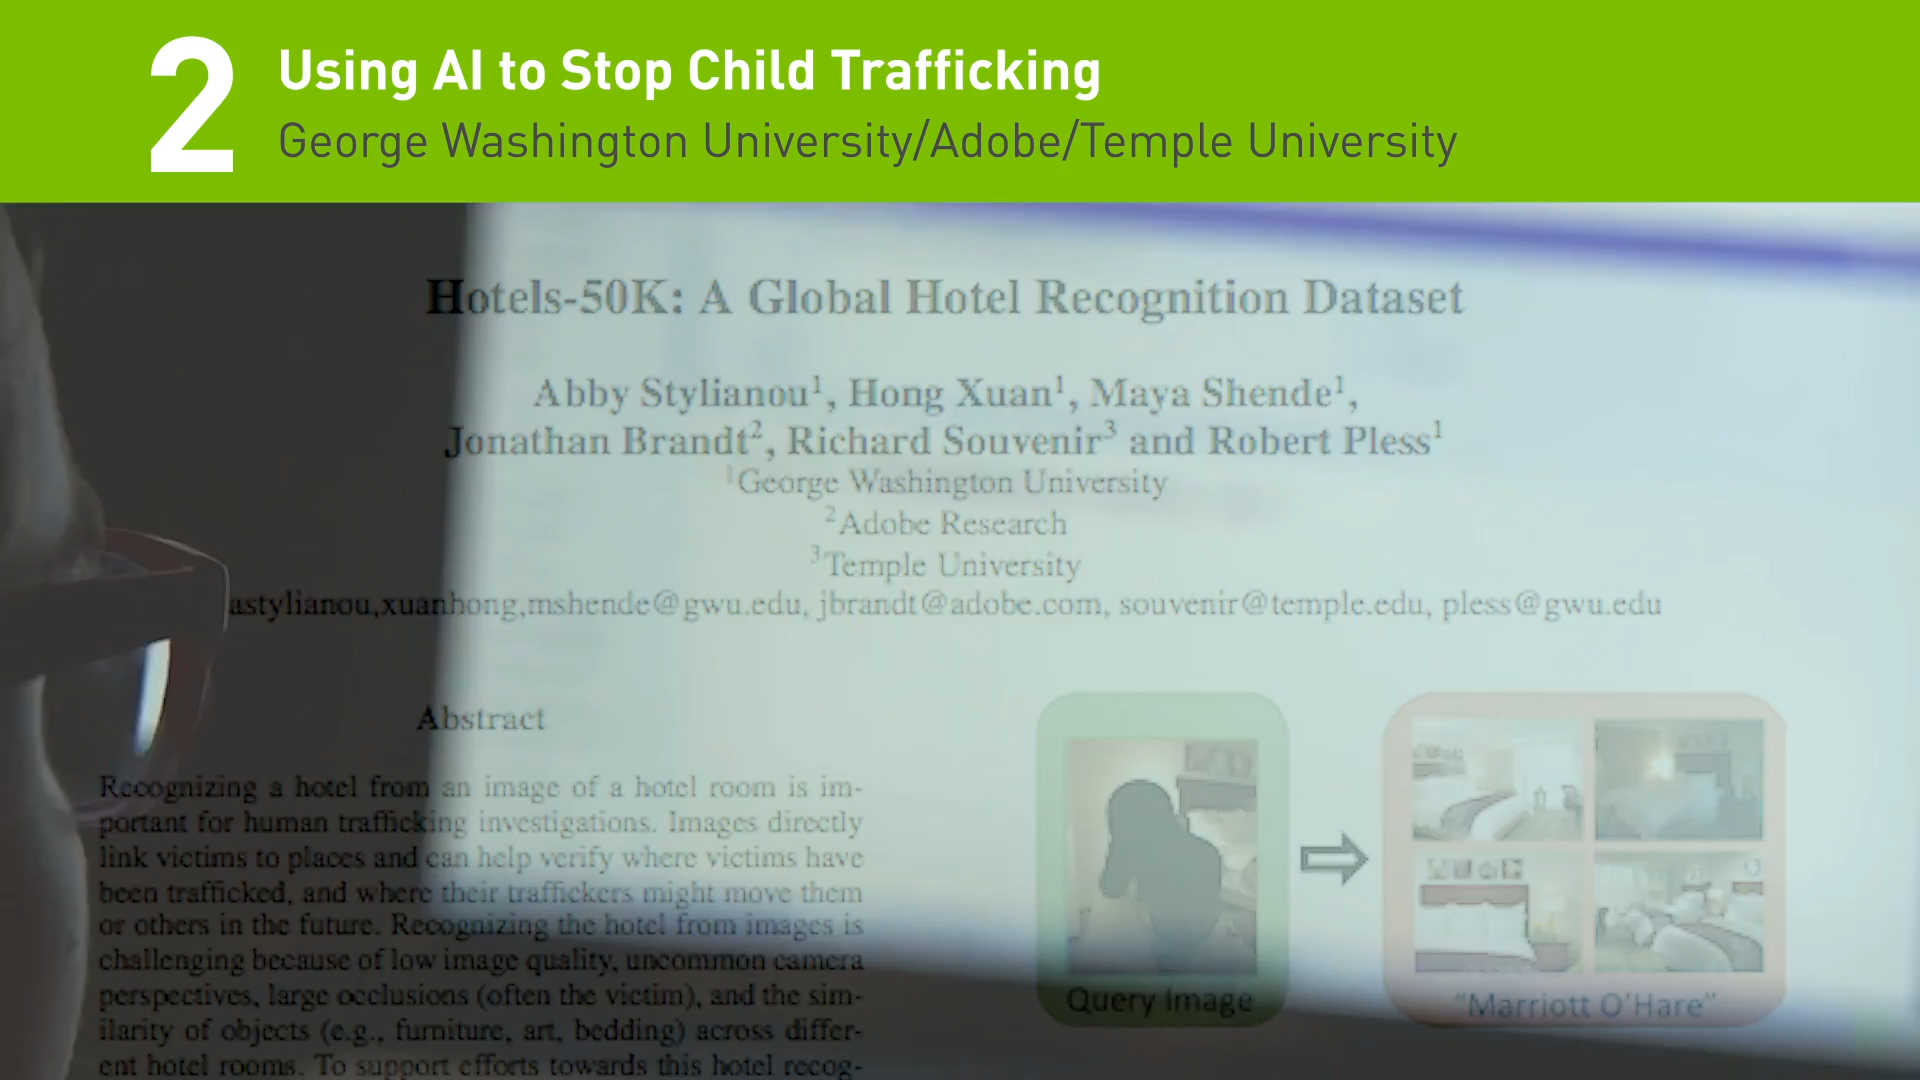 2
Using AI to Stop Child Trafficking
George Washington University/Adobe/Temple University
Hotels-50K: A Global Hotel Recognition Dataset
Abby Stylianou¹, Hong Xuan¹, Maya Shende¹,
Jonathan Brandt², Richard Souvenir³ and Robert Pless¹
¹George Washington University
²Adobe Research
³Temple University
astylianou,xuanhong,mshende@gwu.edu, jbrandt@adobe.com, souvenir@temple.edu, pless@gwu.edu
Abstract
Recognizing a hotel from an image of a hotel room is im-
portant for human trafficking investigations. Images directly
link victims to places and can help verify where victims have
been trafficked, and where their traffickers might move them
or others in the future. Recognizing the hotel from images is
challenging because of low image quality, uncommon camera
perspectives, large occlusions (often the victim), and the sim-
ilarity of objects (e.g., furniture, art, bedding) across differ-
ent hotel rooms. To support efforts towards this hotel recog-
Query Image
"Marriott O'Hare"